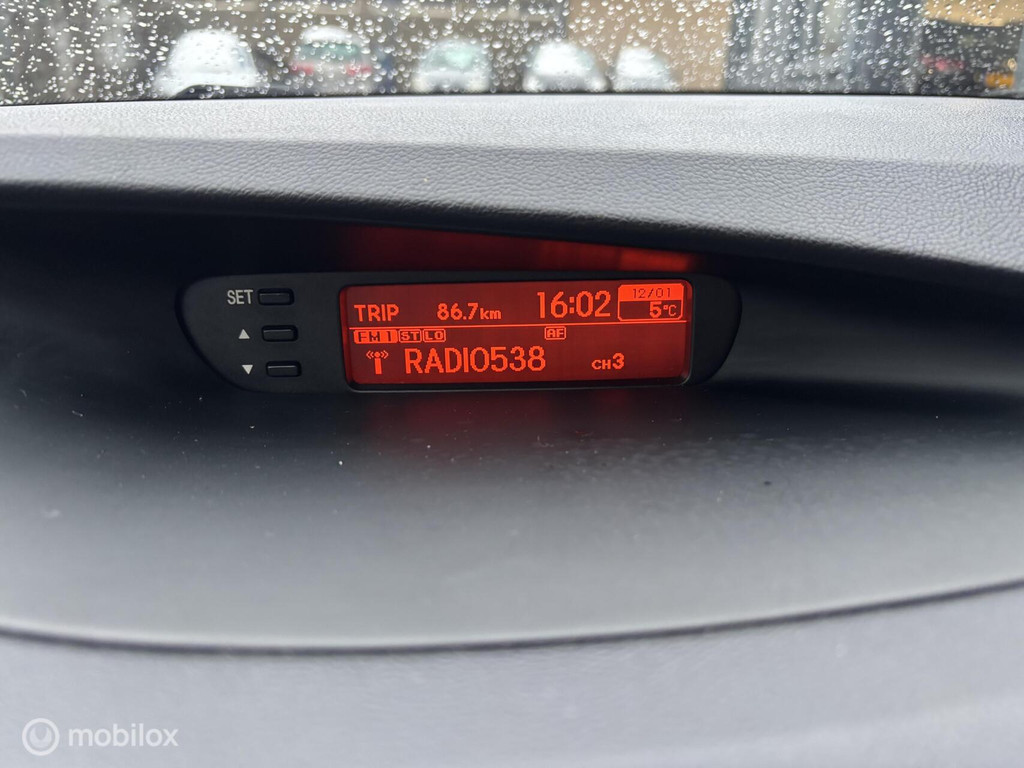 SET
TRIP 86.7km 16:02 12/01 5°C
FM1 ST LO AF
RADIO538 CH3
mobilox